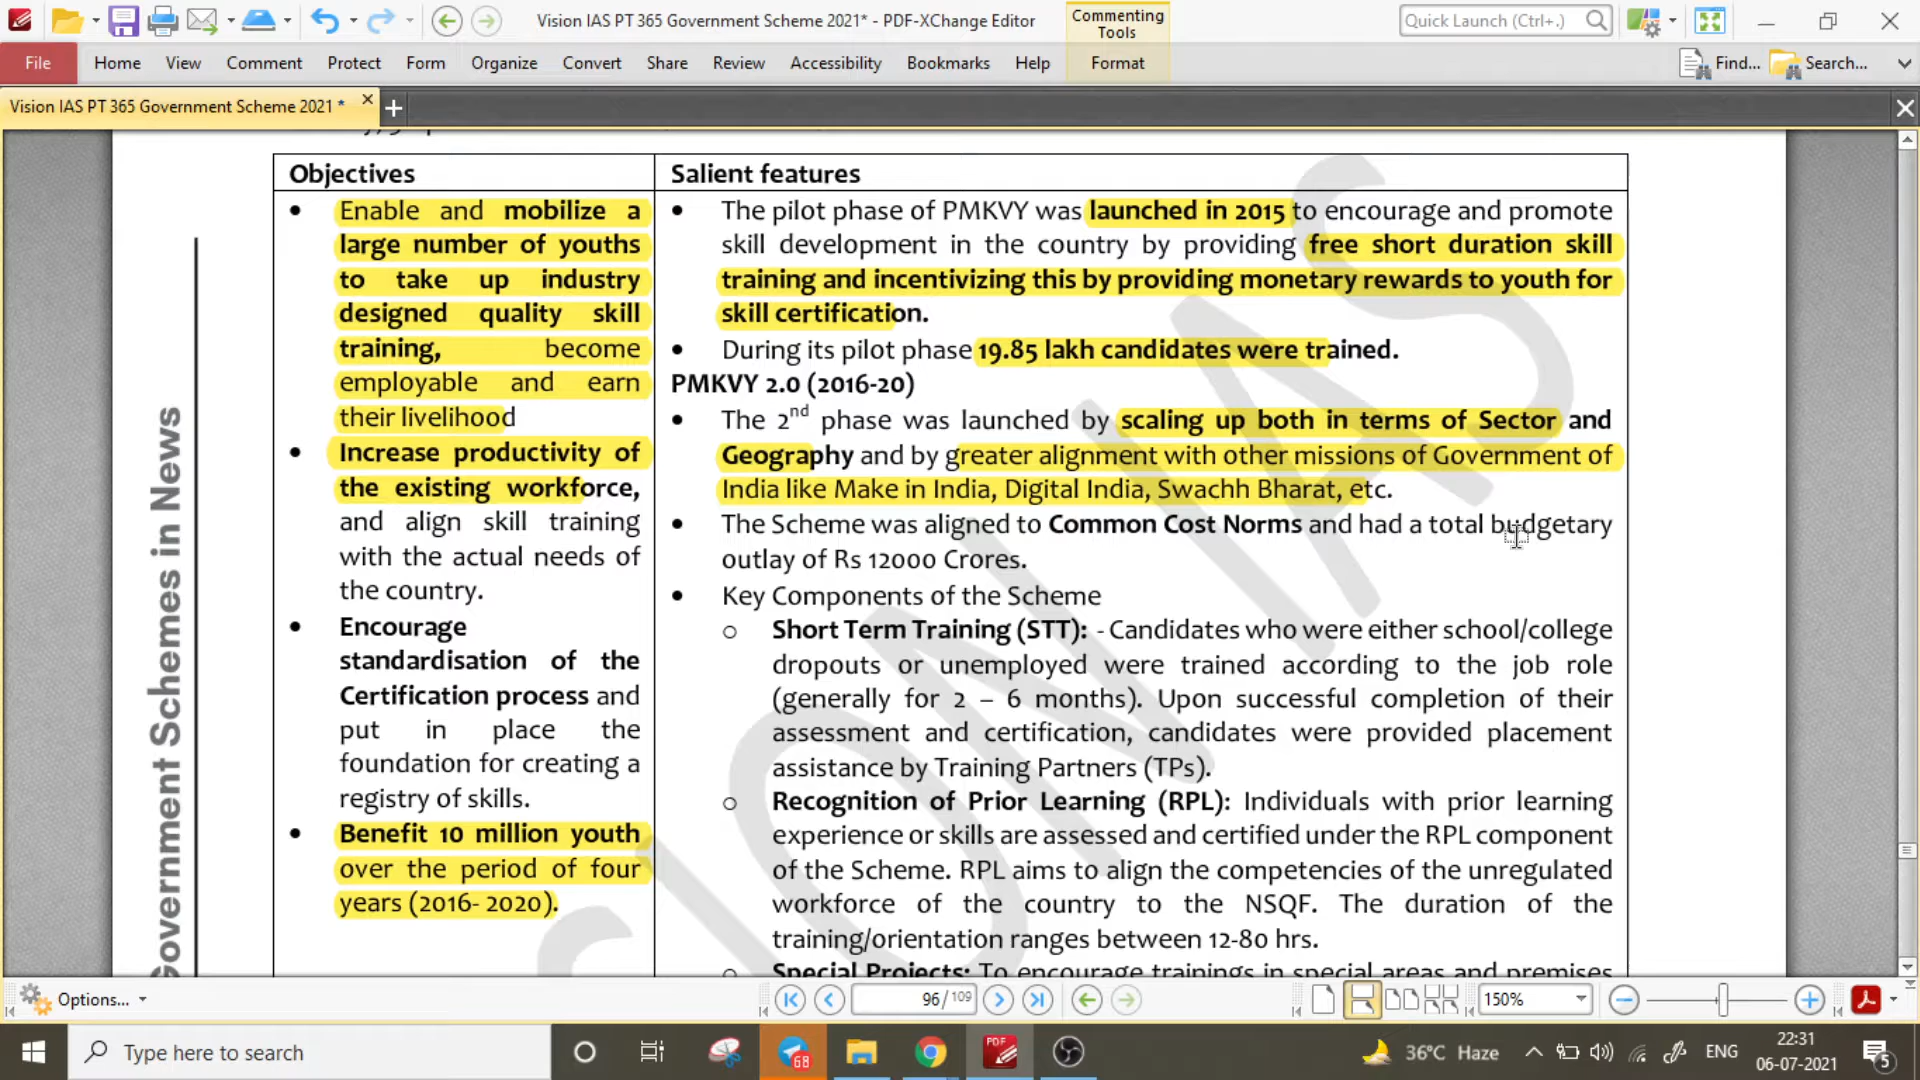 Vision IAS PT 365 Government Scheme 2021* - PDF-XChange Editor
Commenting Tools
Quick Launch (Ctrl+.)
File Home View Comment Protect Form Organize Convert Share Review Accessibility Bookmarks Help Format Find... Search...
Vision IAS PT 365 Government Scheme 2021 *
Objectives
• Enable and mobilize a
large number of youths
to take up industry
designed quality skill
training, become
employable and earn
their livelihood
• Increase productivity of
the existing workforce,
and align skill training
with the actual needs of
the country.
• Encourage
standardisation of the
Certification process and
put in place the
foundation for creating a
registry of skills.
• Benefit 10 million youth
over the period of four
years (2016- 2020).
Salient features
• The pilot phase of PMKVY was launched in 2015 to encourage and promote
skill development in the country by providing free short duration skill
training and incentivizing this by providing monetary rewards to youth for
skill certification.
• During its pilot phase 19.85 lakh candidates were trained.
PMKVY 2.0 (2016-20)
• The 2nd phase was launched by scaling up both in terms of Sector and
Geography and by greater alignment with other missions of Government of
India like Make in India, Digital India, Swachh Bharat, etc.
• The Scheme was aligned to Common Cost Norms and had a total budgetary
outlay of Rs 12000 Crores.
• Key Components of the Scheme
o Short Term Training (STT): - Candidates who were either school/college
dropouts or unemployed were trained according to the job role
(generally for 2 – 6 months). Upon successful completion of their
assessment and certification, candidates were provided placement
assistance by Training Partners (TPs).
o Recognition of Prior Learning (RPL): Individuals with prior learning
experience or skills are assessed and certified under the RPL component
of the Scheme. RPL aims to align the competencies of the unregulated
workforce of the country to the NSQF. The duration of the
training/orientation ranges between 12-80 hrs.
o Special Projects: To encourage trainings in special areas and premises
Government Schemes in News
VISION IAS
Options...
96 / 109
150%
Type here to search
68
PDF
36°C Haze
ENG
22:31
06-07-2021
5